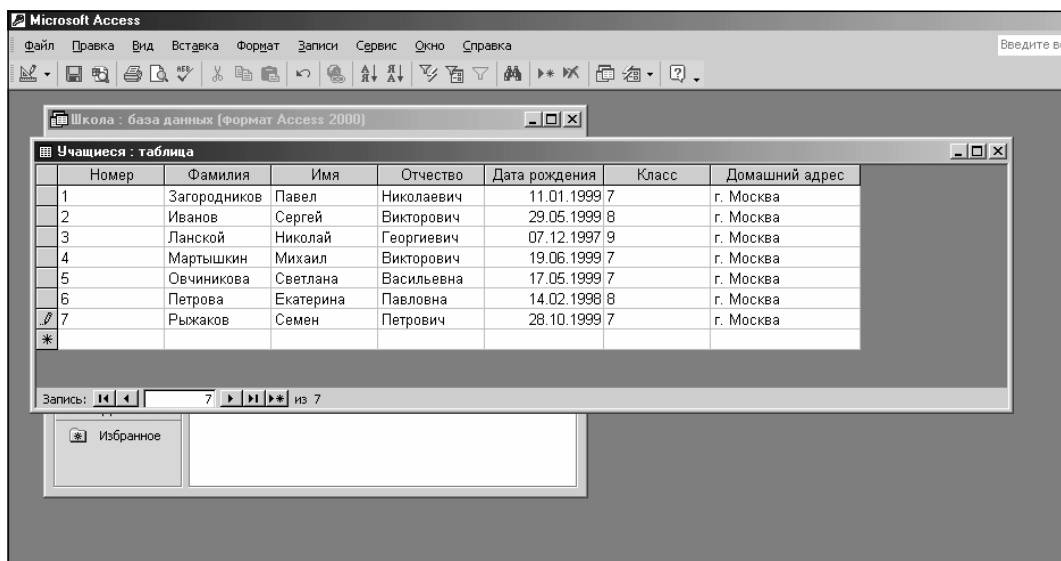 Microsoft Access
Файл Правка Вид Вставка Формат Записи Сервис Окно Справка
Введите в
Школа : база данных (формат Access 2000)
Учащиеся : таблица
Номер Фамилия Имя Отчество Дата рождения Класс Домашний адрес
1 Загородников Павел Николаевич 11.01.1999 7 г. Москва
2 Иванов Сергей Викторович 29.05.1999 8 г. Москва
3 Ланской Николай Георгиевич 07.12.1997 9 г. Москва
4 Мартышкин Михаил Викторович 19.06.1999 7 г. Москва
5 Овчиникова Светлана Васильевна 17.05.1999 7 г. Москва
6 Петрова Екатерина Павловна 14.02.1998 8 г. Москва
7 Рыжаков Семен Петрович 28.10.1999 7 г. Москва
Запись: 7 из 7
Избранное